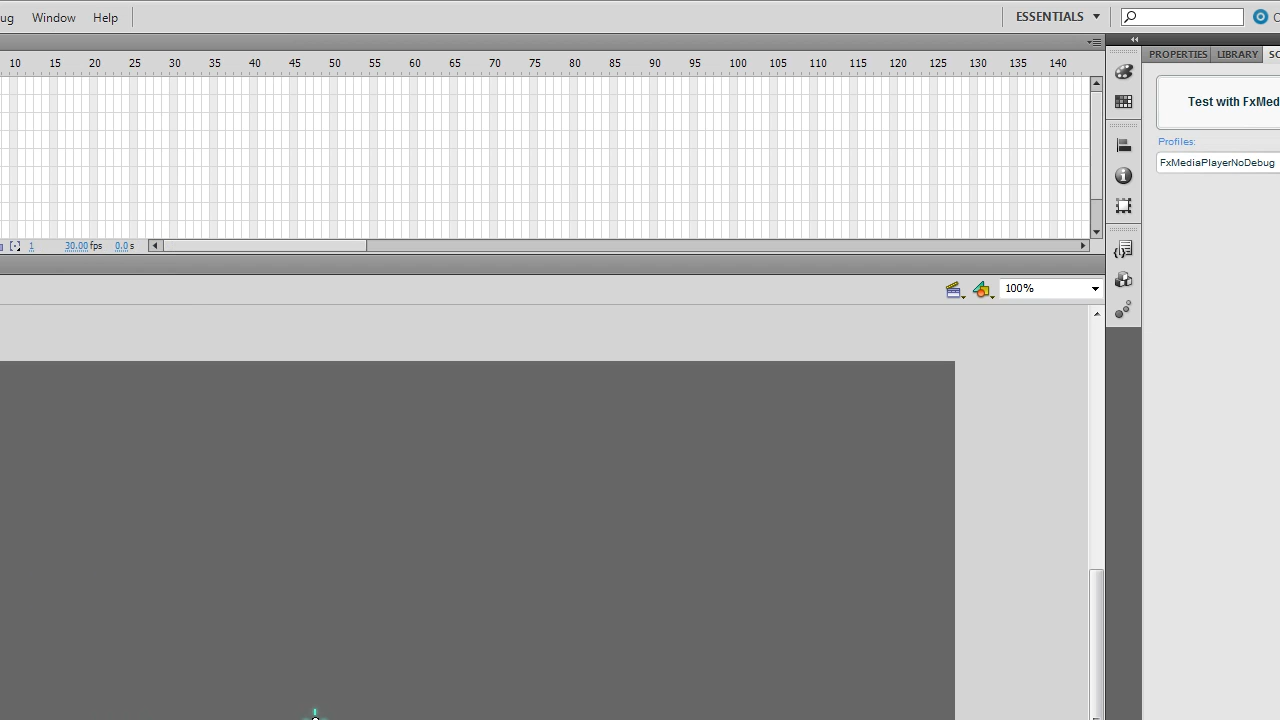 ug Window Help ESSENTIALS
10 15 20 25 30 35 40 45 50 55 60 65 70 75 80 85 90 95 100 105 110 115 120 125 130 135 140
PROPERTIES LIBRARY SC
Test with FxMed
Profiles:
FxMediaPlayerNoDebug
1 30.00 fps 0.0 s
100%